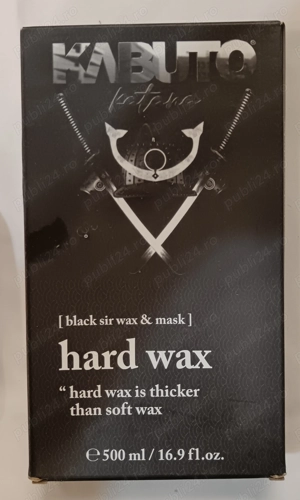 KABUTO
katana
[ black sir wax & mask ]
hard wax
“ hard wax is thicker
than soft wax
℮ 500 ml / 16.9 fl.oz.